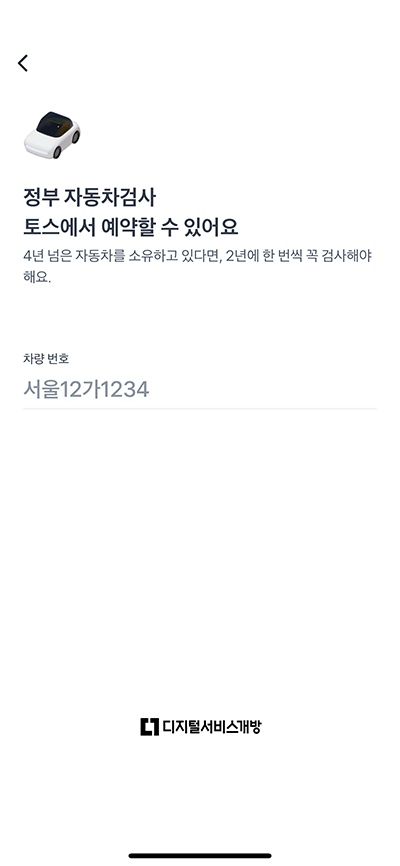 정부 자동차검사
토스에서 예약할 수 있어요
4년 넘은 자동차를 소유하고 있다면, 2년에 한 번씩 꼭 검사해야
해요.
차량 번호
서울12가1234
디지털서비스개방